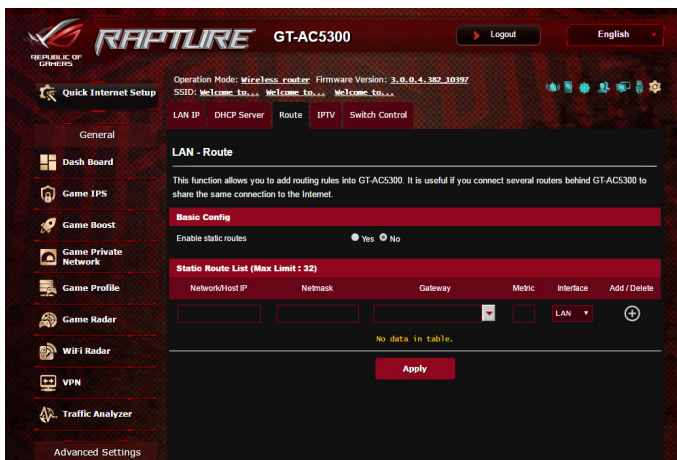 REPUBLIC OF
GAMERS
RAPTURE
GT-AC5300
Logout
English
Quick Internet Setup
Operation Mode: Wireless router Firmware Version: 3.0.0.4.382_10397
SSID: Welcome to... Welcome to... Welcome to...
LAN IP DHCP Server Route IPTV Switch Control
General
Dash Board
Game IPS
Game Boost
Game Private
Network
Game Profile
Game Radar
WiFi Radar
VPN
Traffic Analyzer
Advanced Settings
LAN - Route
This function allows you to add routing rules into GT-AC5300. It is useful if you connect several routers behind GT-AC5300 to
share the same connection to the Internet.
Basic Config
Enable static routes Yes No
Static Route List (Max Limit : 32)
Network/Host IP Netmask Gateway Metric Interface Add / Delete
LAN
No data in table.
Apply